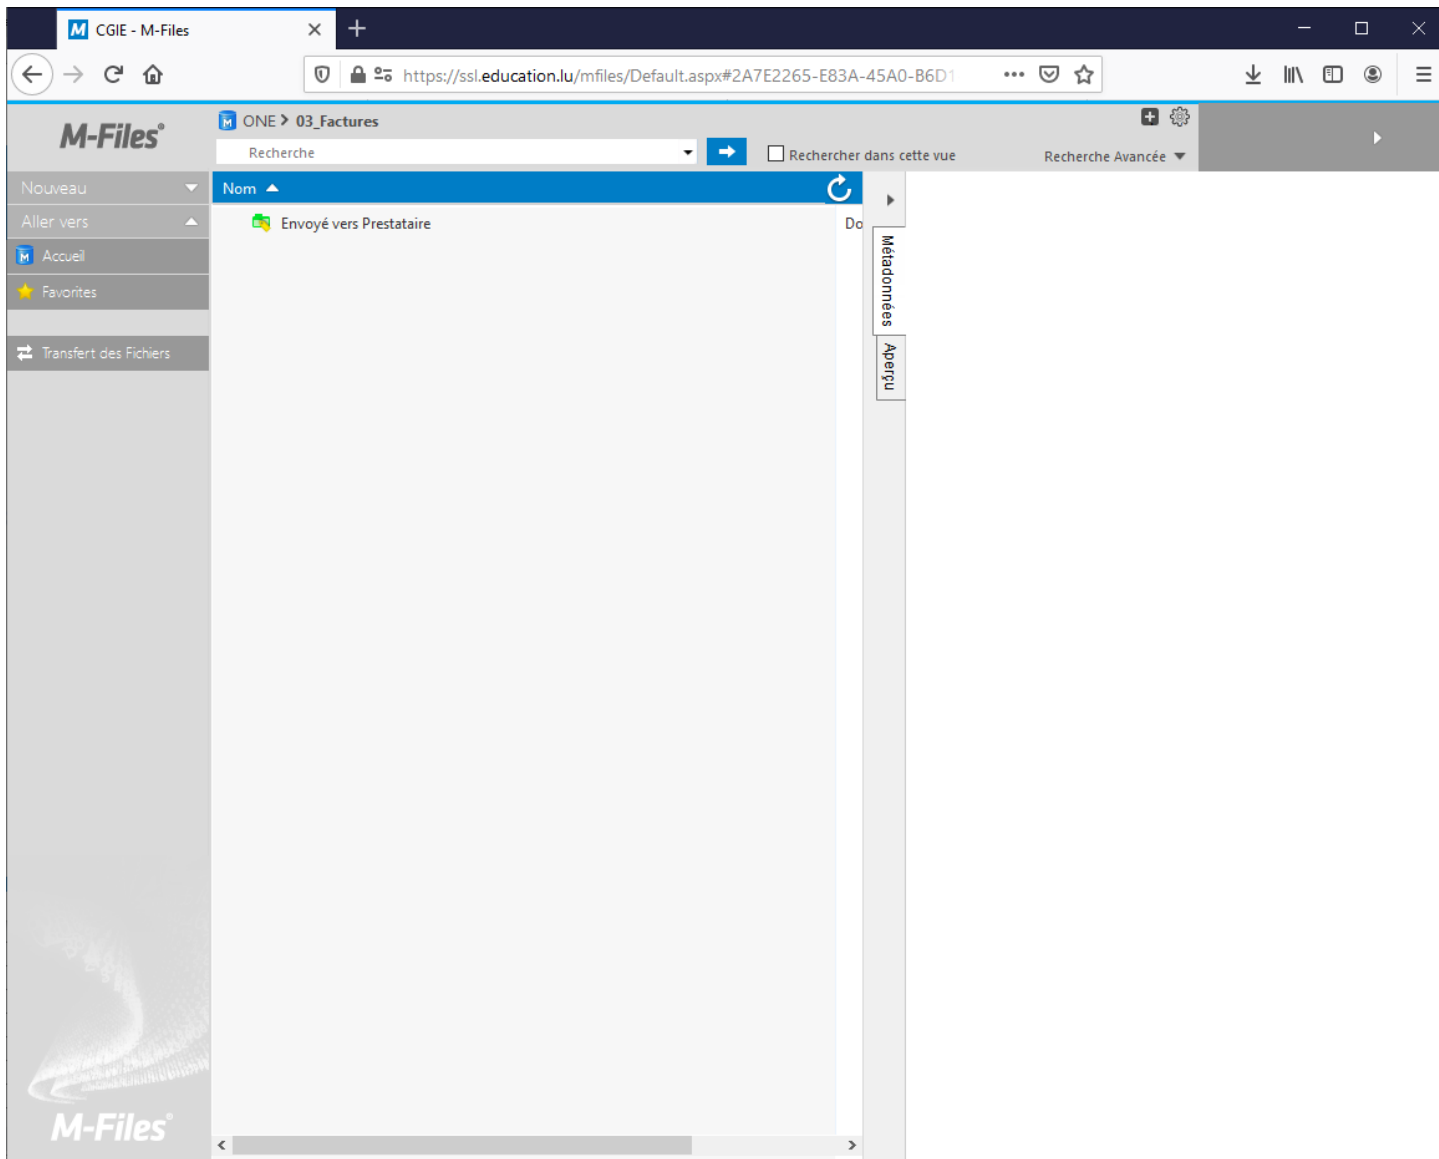 M CGIE - M-Files
https://ssl.education.lu/mfiles/Default.aspx#2A7E2265-E83A-45A0-B6D1
M-Files®
ONE > 03_Factures
Recherche
Rechercher dans cette vue
Recherche Avancée
Nouveau
Nom
Aller vers
Envoyé vers Prestataire
Do
Accueil
Favorites
Transfert des Fichiers
Métadonnées
Aperçu
M-Files®